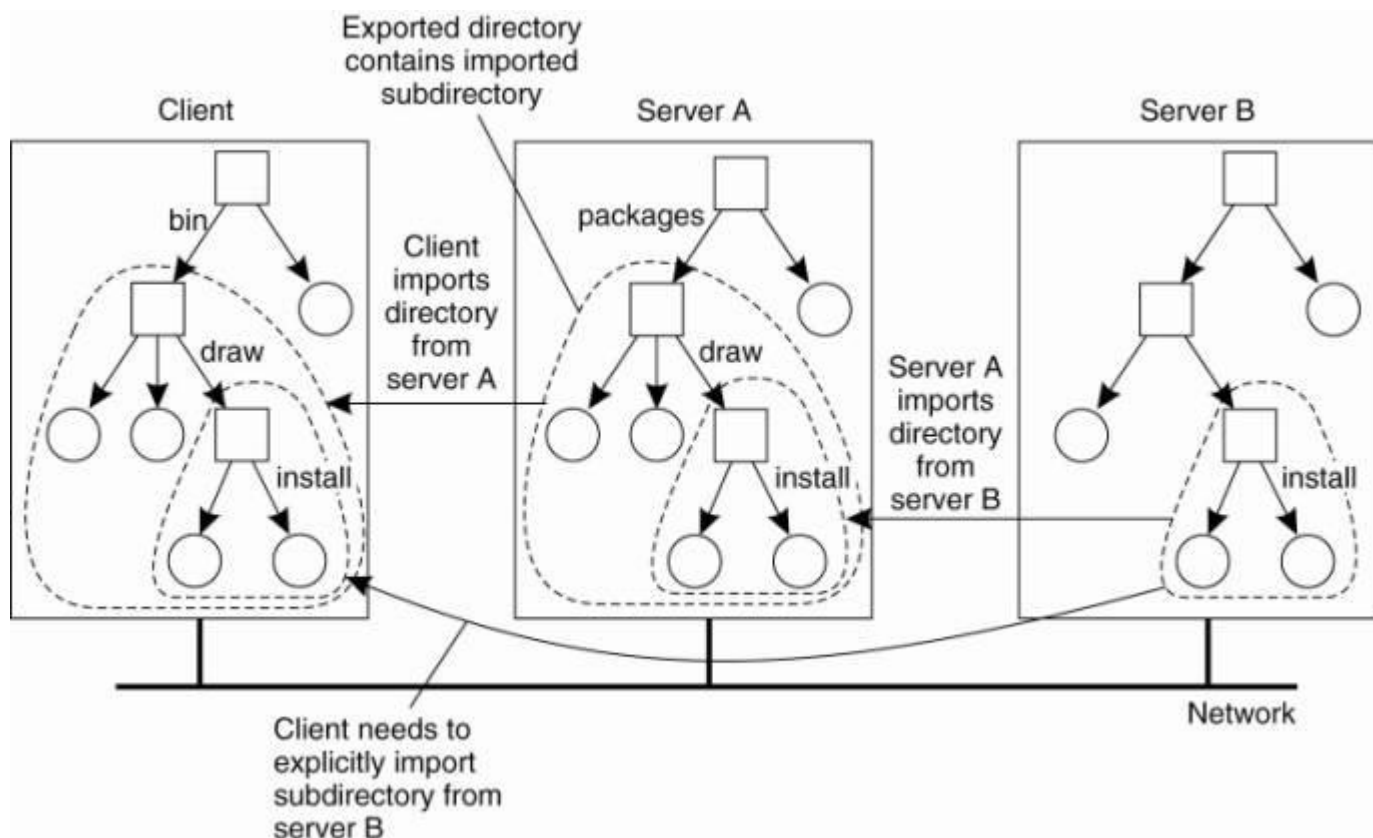 Exported directory
contains imported
subdirectory
Client
Server A
Server B
bin
packages
Client
imports
directory
from
server A
draw
draw
Server A
imports
directory
from
server B
install
install
install
Network
Client needs to
explicitly import
subdirectory from
server B